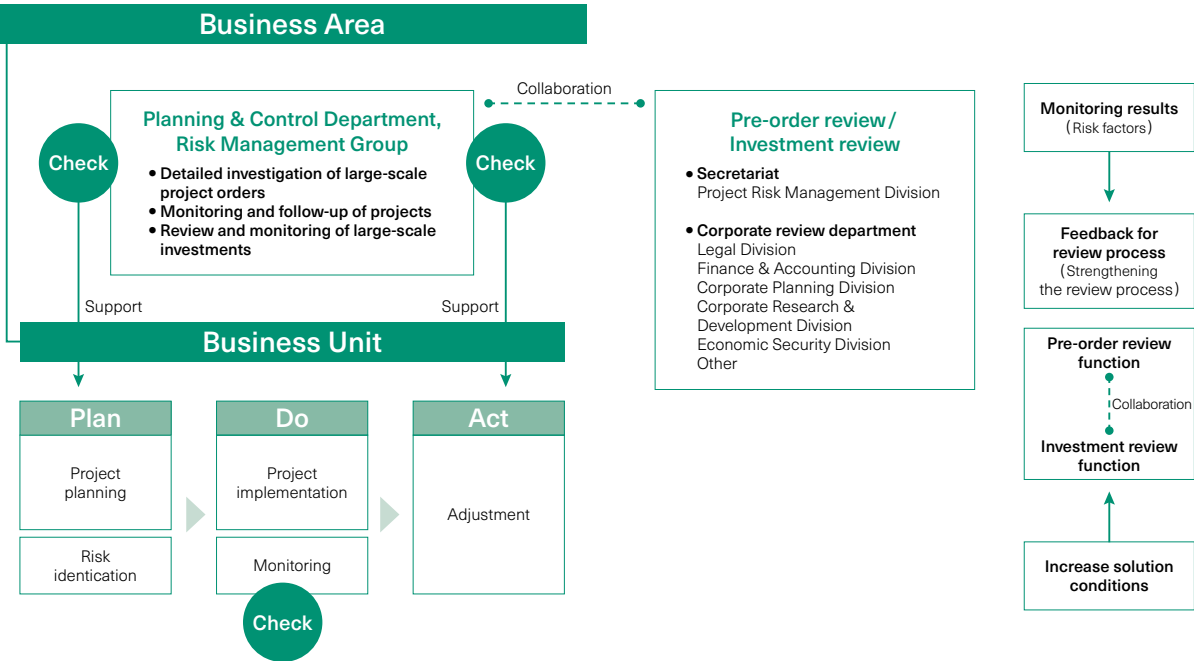 Business Area
Collaboration
Planning & Control Department,
Risk Management Group
• Detailed investigation of large-scale
project orders
• Monitoring and follow-up of projects
• Review and monitoring of large-scale
investments
Check
Check
Support
Support
Pre-order review/
Investment review
• Secretariat
Project Risk Management Division
• Corporate review department
Legal Division
Finance & Accounting Division
Corporate Planning Division
Corporate Research &
Development Division
Economic Security Division
Other
Business Unit
Plan
Project
planning
Risk
identication
Do
Project
implementation
Monitoring
Check
Act
Adjustment
Monitoring results
(Risk factors)
Feedback for
review process
(Strengthening
the review process)
Pre-order review
function
Collaboration
Investment review
function
Increase solution
conditions